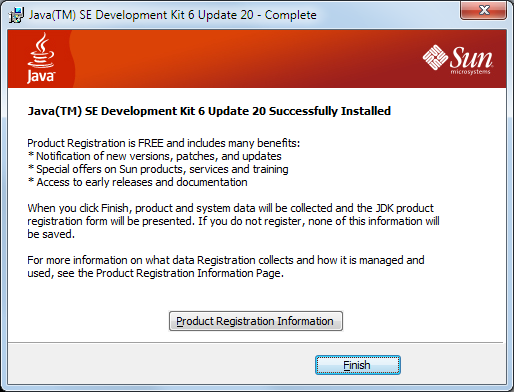 Java(TM) SE Development Kit 6 Update 20 - Complete
Java™
Sun
microsystems
Java(TM) SE Development Kit 6 Update 20 Successfully Installed
Product Registration is FREE and includes many benefits:
* Notification of new versions, patches, and updates
* Special offers on Sun products, services and training
* Access to early releases and documentation
When you click Finish, product and system data will be collected and the JDK product
registration form will be presented. If you do not register, none of this information will
be saved.
For more information on what data Registration collects and how it is managed and
used, see the Product Registration Information Page.
Product Registration Information
Finish